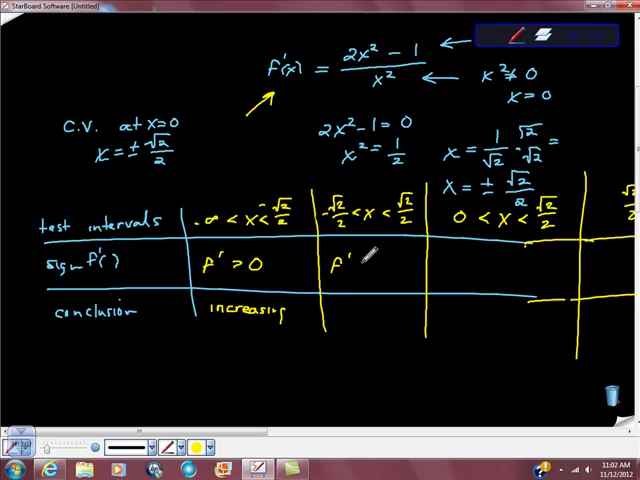 StarBoard Software [Untitled]
f'(x) = (2x² - 1) / x²
x² ≠ 0
x = 0
C.V. at x=0
x = ± √2/2
2x² - 1 = 0
x² = 1/2
x = 1/√2 · √2/√2 =
x = ± √2/2
test intervals -∞ < x < -√2/2 -√2/2 < x < √2/2 0 < x < √2/2 √2
sign f'( ) f' > 0 f'
conclusion increasing
11:02 AM
11/12/2012